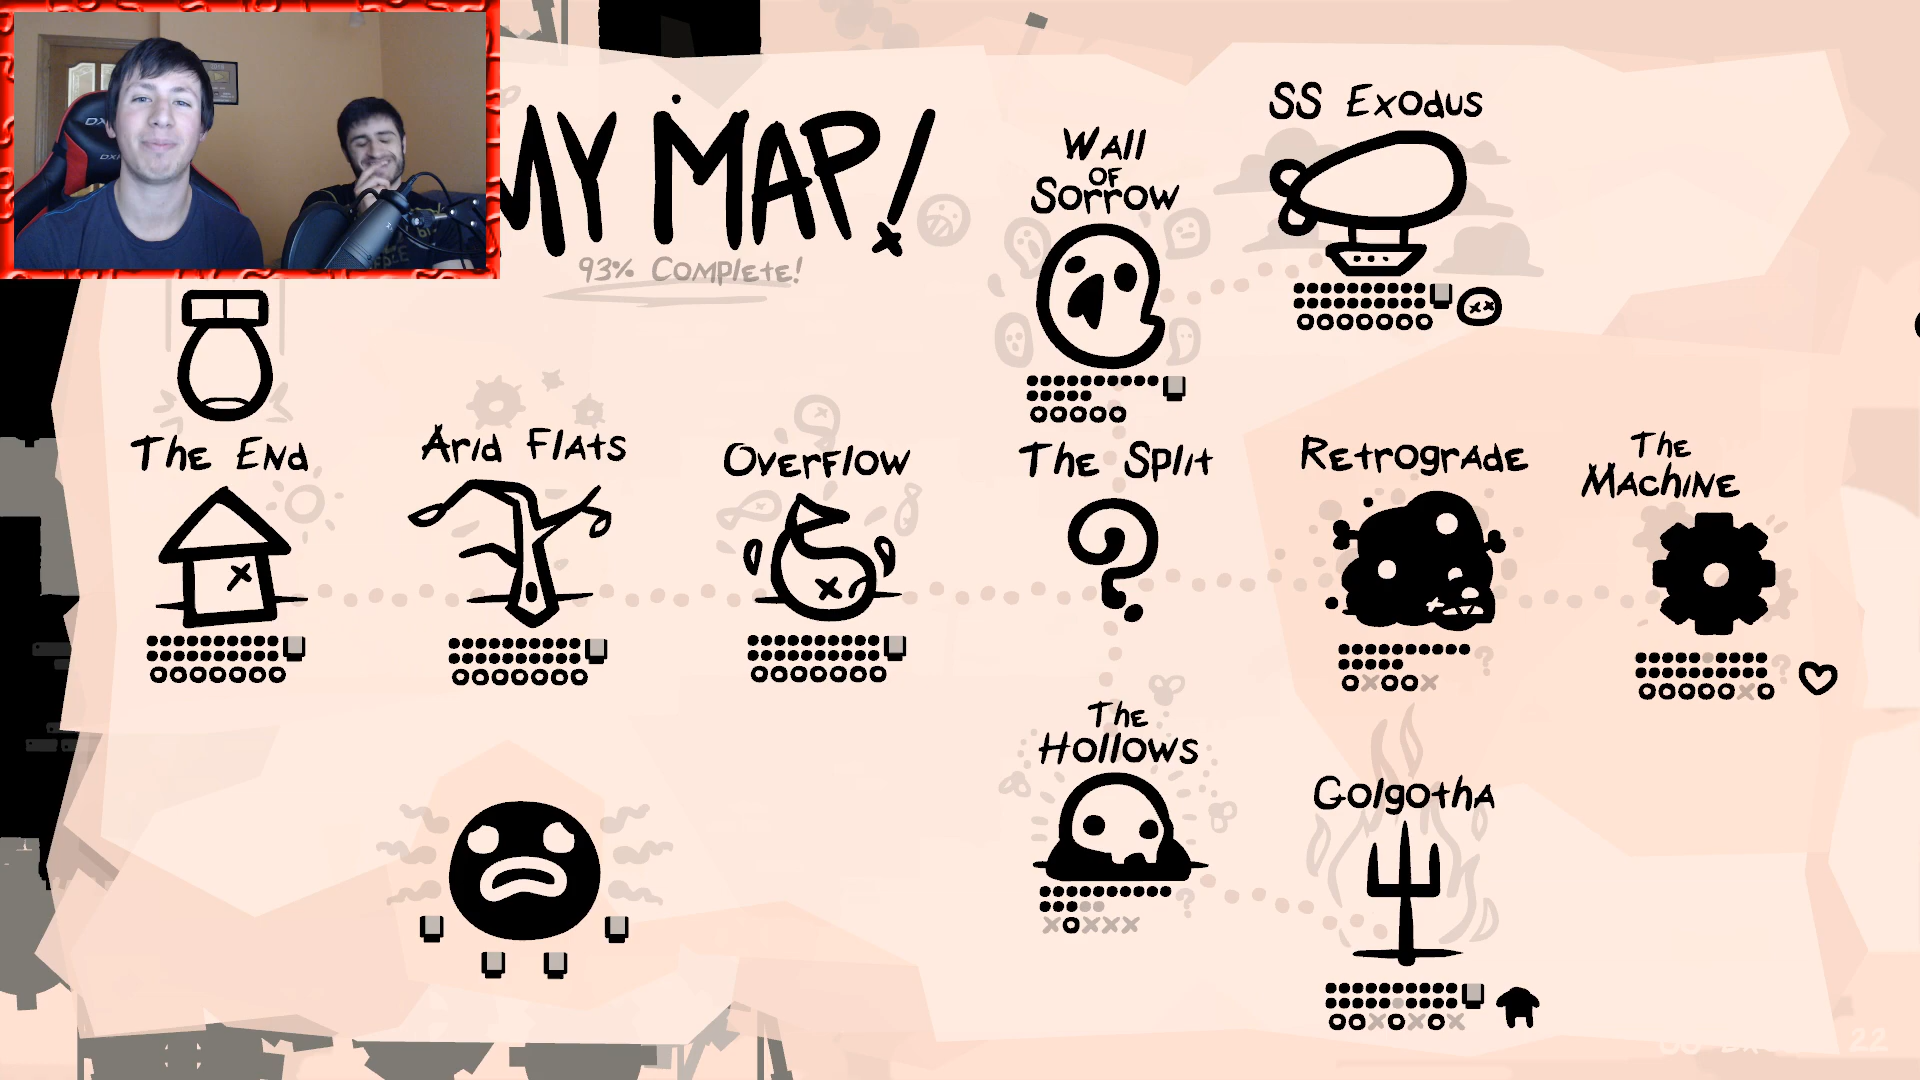 MY MAP!
93% Complete!
SS Exodus
Wall
of
Sorrow
The End
Arid Flats
Overflow
The Split
Retrograde
The
Machine
The
Hollows
Golgotha
22